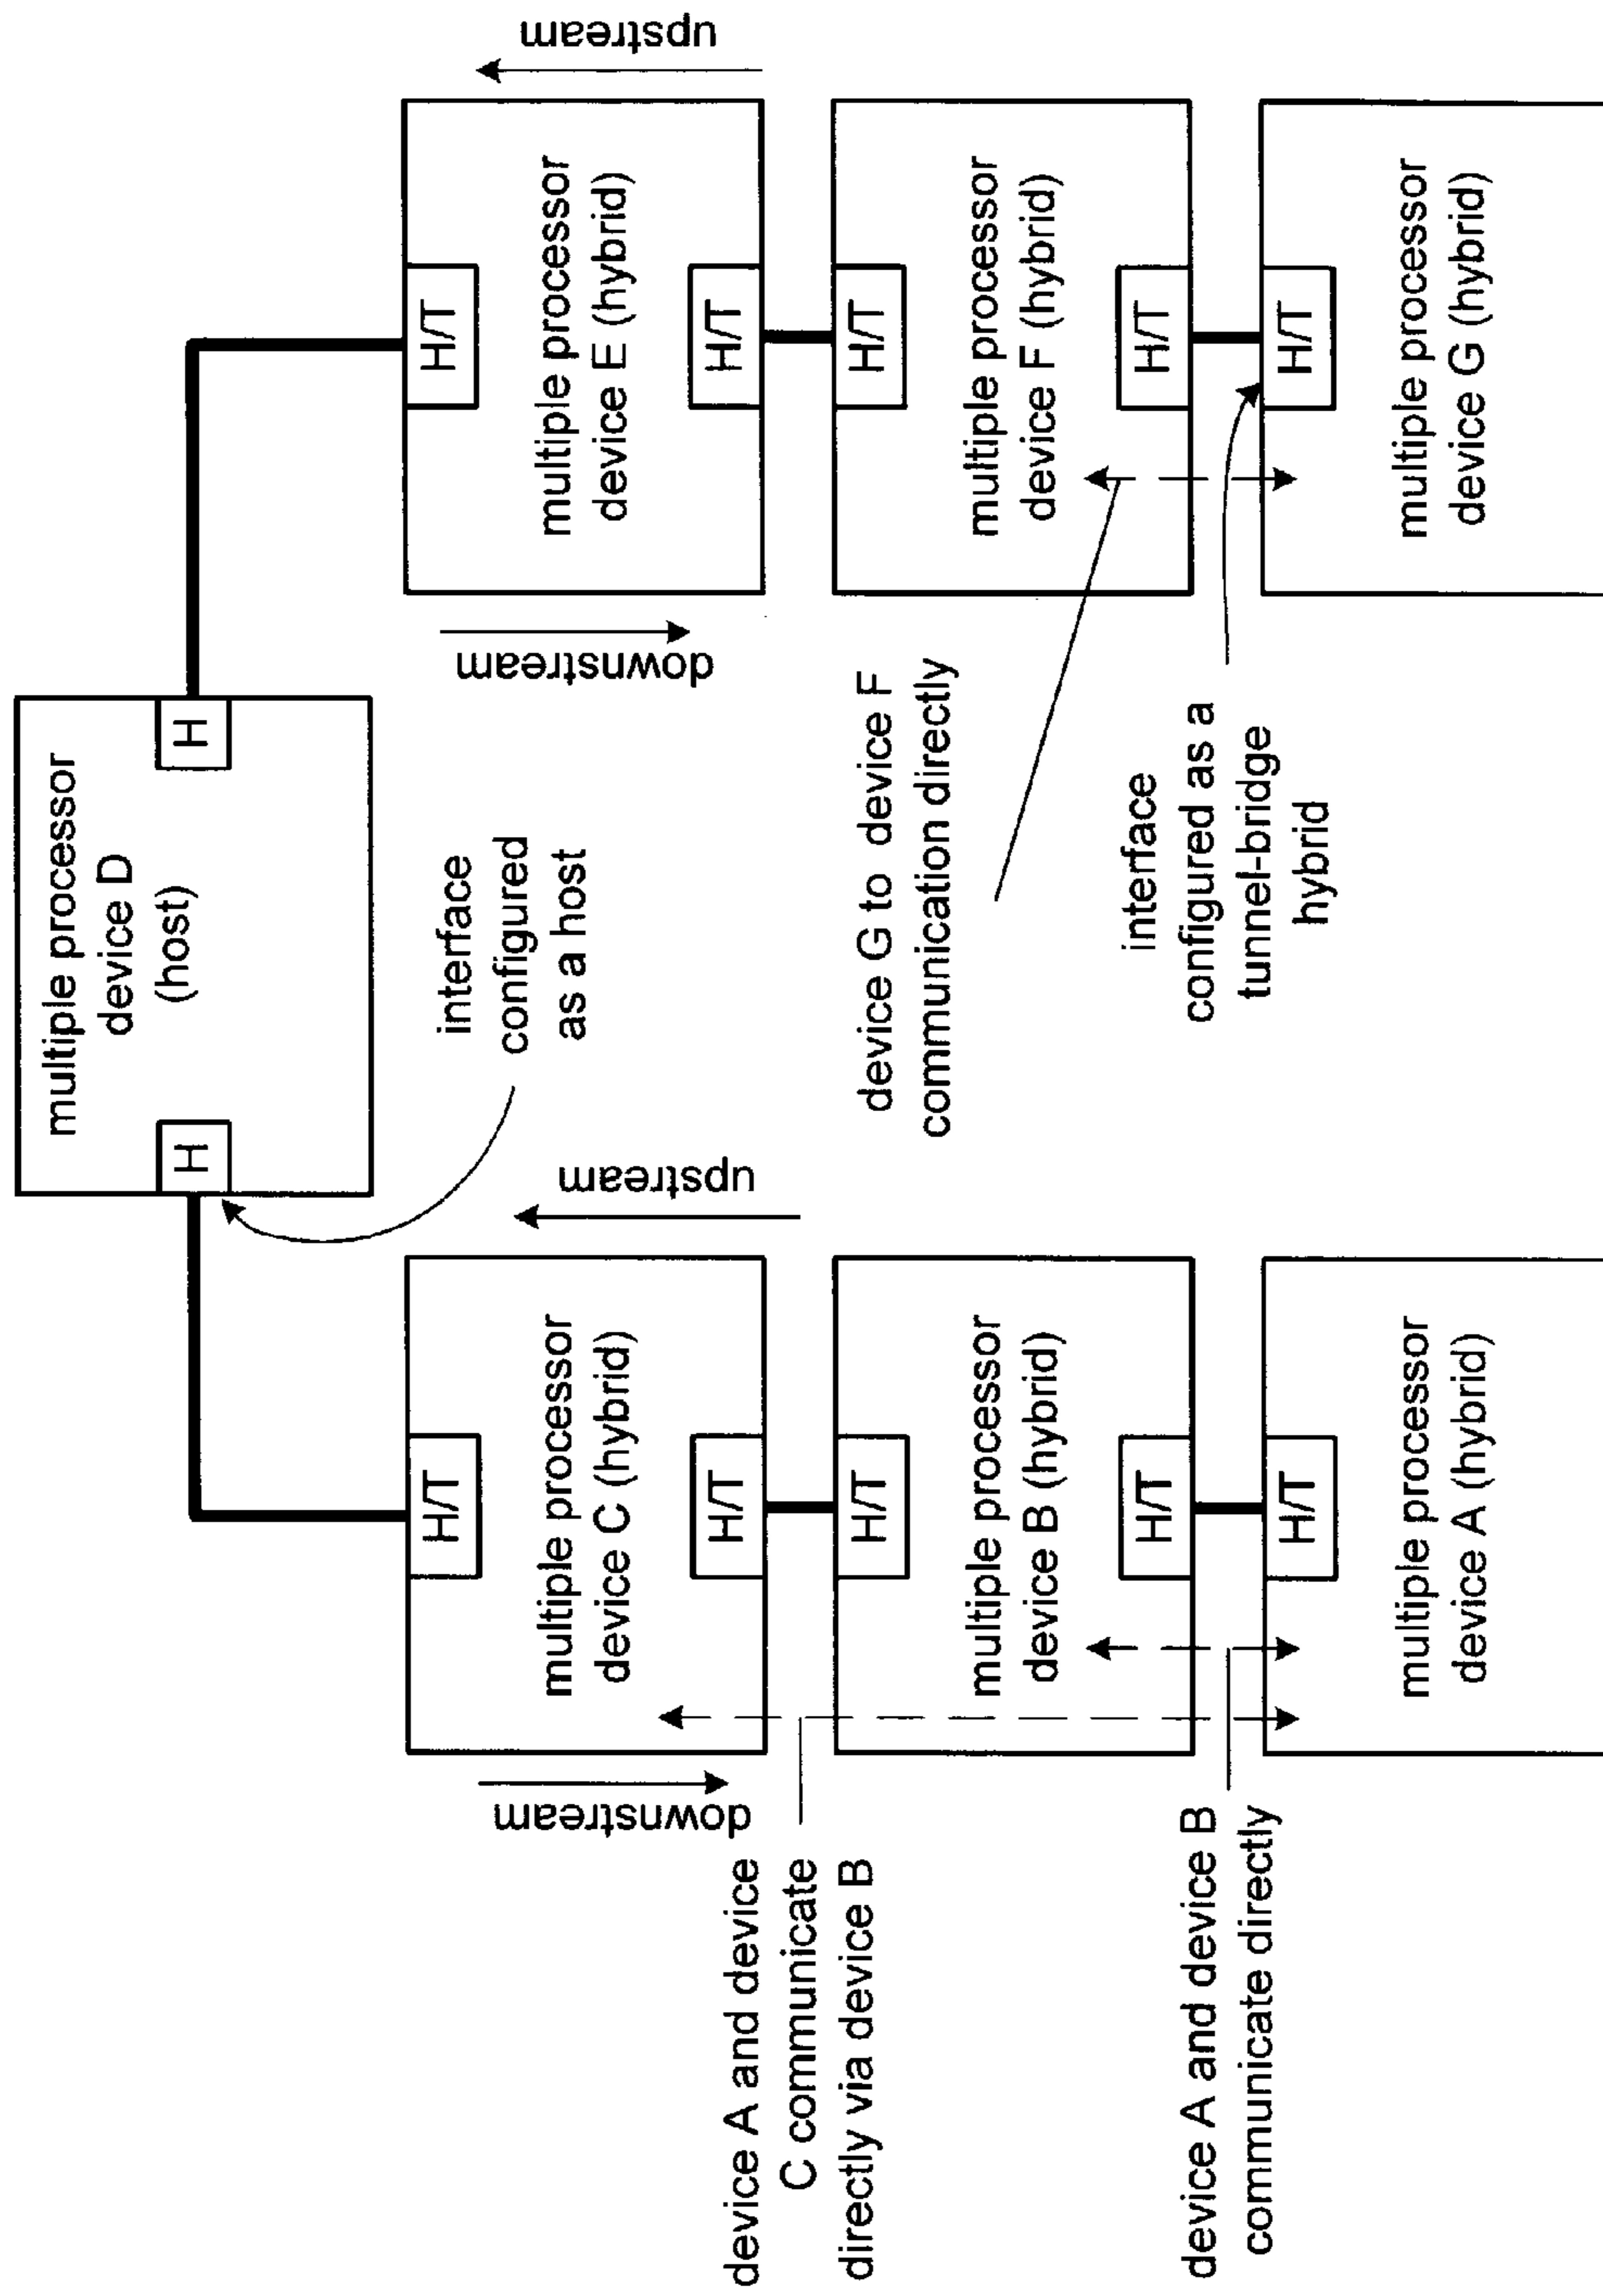 multiple processor
device D
(host)
H
H
interface
configured
as a host
upstream
downstream
H/T
multiple processor
device C (hybrid)
H/T
H/T
multiple processor
device B (hybrid)
H/T
H/T
multiple processor
device A (hybrid)
device A and device
C communicate
directly via device B
device A and device B
communicate directly
upstream
downstream
H/T
multiple processor
device E (hybrid)
H/T
H/T
multiple processor
device F (hybrid)
H/T
H/T
multiple processor
device G (hybrid)
device G to device F
communication directly
interface
configured as a
tunnel-bridge
hybrid